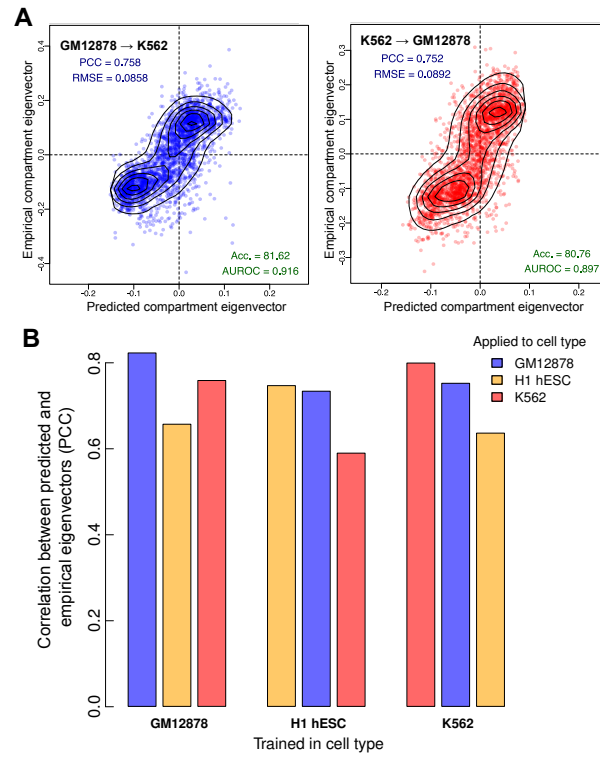 A
GM12878 → K562
PCC = 0.758
RMSE = 0.0858
Acc. = 81.62
AUROC = 0.916
Empirical compartment eigenvector
0.4
0.2
0.0
-0.2
-0.4
-0.2
-0.1
0.0
0.1
0.2
Predicted compartment eigenvector
K562 → GM12878
PCC = 0.752
RMSE = 0.0892
Acc. = 80.76
AUROC = 0.897
Empirical compartment eigenvector
0.3
0.2
0.1
0.0
-0.1
-0.2
-0.3
-0.2
-0.1
0.0
0.1
0.2
Predicted compartment eigenvector
B
Applied to cell type
GM12878
H1 hESC
K562
Correlation between predicted and
empirical eigenvectors (PCC)
0.8
0.6
0.4
0.2
0.0
GM12878
H1 hESC
K562
Trained in cell type